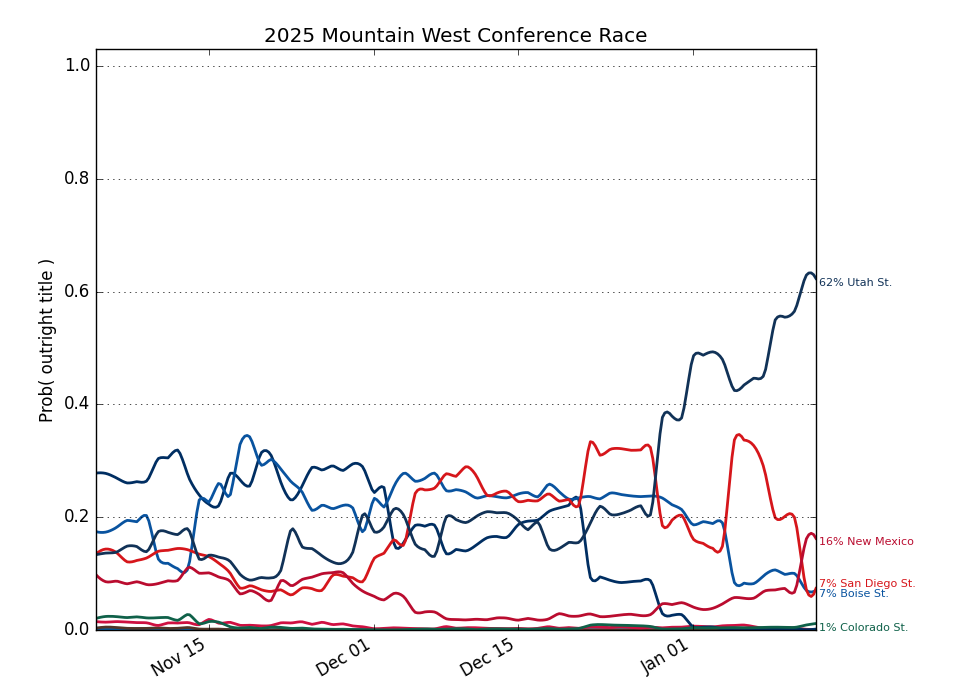 2025 Mountain West Conference Race
1.0
0.8
0.6
0.4
0.2
0.0
Prob( outright title )
62% Utah St.
16% New Mexico
7% San Diego St.
7% Boise St.
1% Colorado St.
Nov 15
Dec 01
Dec 15
Jan 01